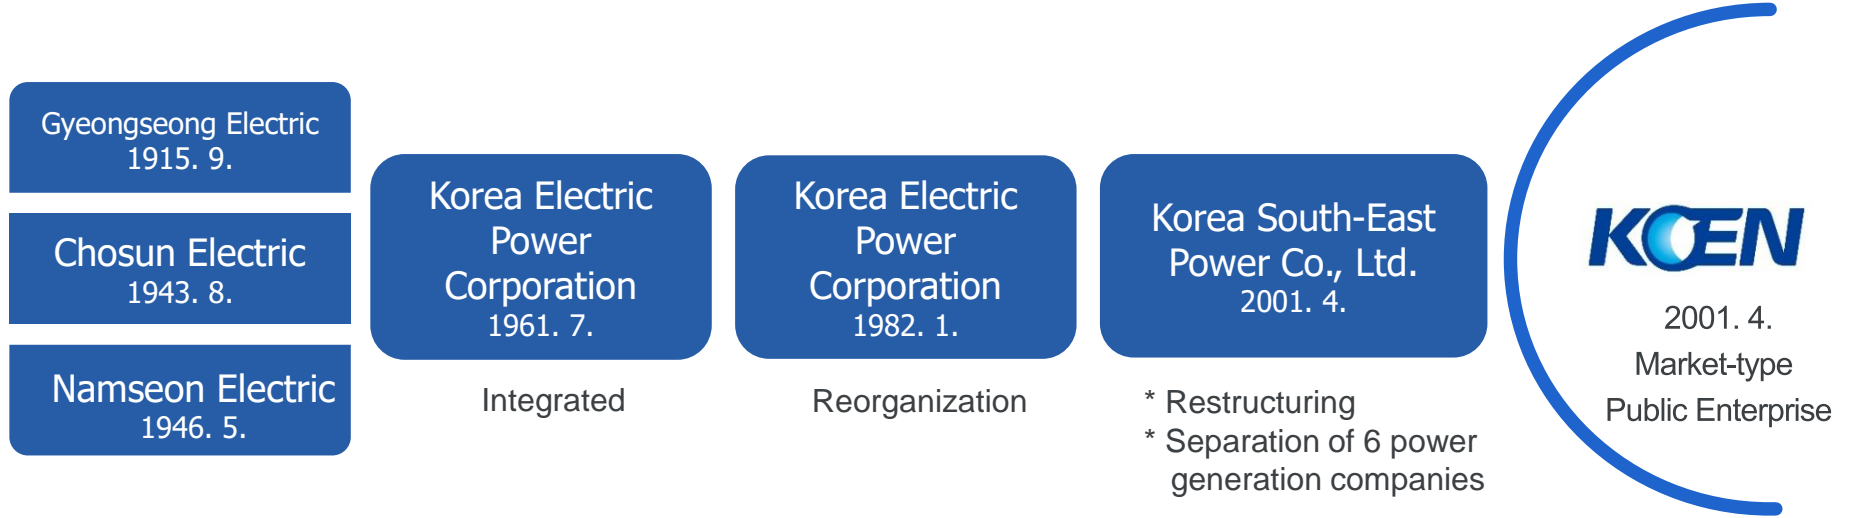 Gyeongseong Electric
1915. 9.
Chosun Electric
1943. 8.
Namseon Electric
1946. 5.
Korea Electric
Power
Corporation
1961. 7.
Integrated
Korea Electric
Power
Corporation
1982. 1.
Reorganization
Korea South-East
Power Co., Ltd.
2001. 4.
* Restructuring
* Separation of 6 power
generation companies
KOEN
2001. 4.
Market-type
Public Enterprise